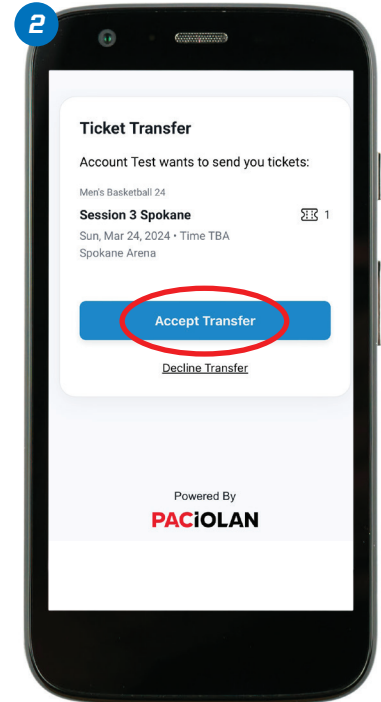 2
Ticket Transfer
Account Test wants to send you tickets:
Men's Basketball 24
Session 3 Spokane 1
Sun, Mar 24, 2024 • Time TBA
Spokane Arena
Accept Transfer
Decline Transfer
Powered By
PACiOLAN